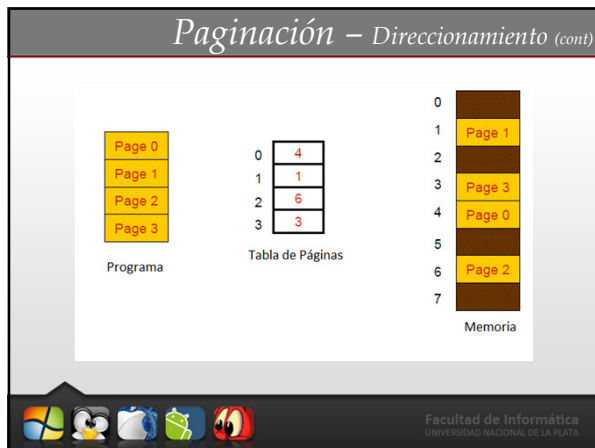 Paginación – Direccionamiento (cont)
Page 0
Page 1
Page 2
Page 3
Programa
0 4
1 1
2 6
3 3
Tabla de Páginas
0
1 Page 1
2
3 Page 3
4 Page 0
5
6 Page 2
7
Memoria
Facultad de Informática
UNIVERSIDAD NACIONAL DE LA PLATA